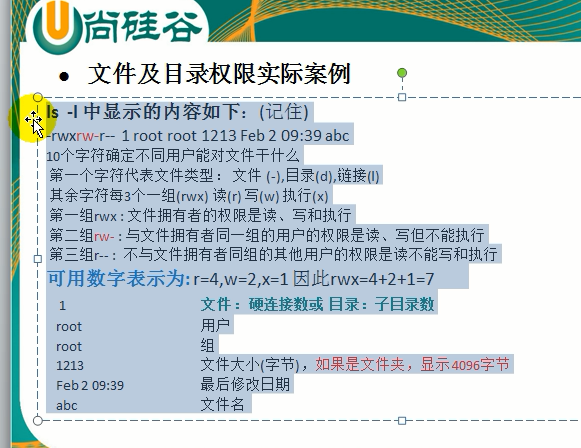 尚硅谷
● 文件及目录权限实际案例
ls -l 中显示的内容如下：(记住)
-rwxrw-r-- 1 root root 1213 Feb 2 09:39 abc
10个字符确定不同用户能对文件干什么
第一个字符代表文件类型： 文件 (-),目录(d),链接(l)
其余字符每3个一组(rwx) 读(r) 写(w) 执行(x)
第一组rwx : 文件拥有者的权限是读、写和执行
第二组rw- : 与文件拥有者同一组的用户的权限是读、写但不能执行
第三组r-- : 不与文件拥有者同组的其他用户的权限是读不能写和执行
可用数字表示为: r=4,w=2,x=1 因此rwx=4+2+1=7
1 文件：硬连接数或 目录：子目录数
root 用户
root 组
1213 文件大小(字节)，如果是文件夹，显示4096字节
Feb 2 09:39 最后修改日期
abc 文件名